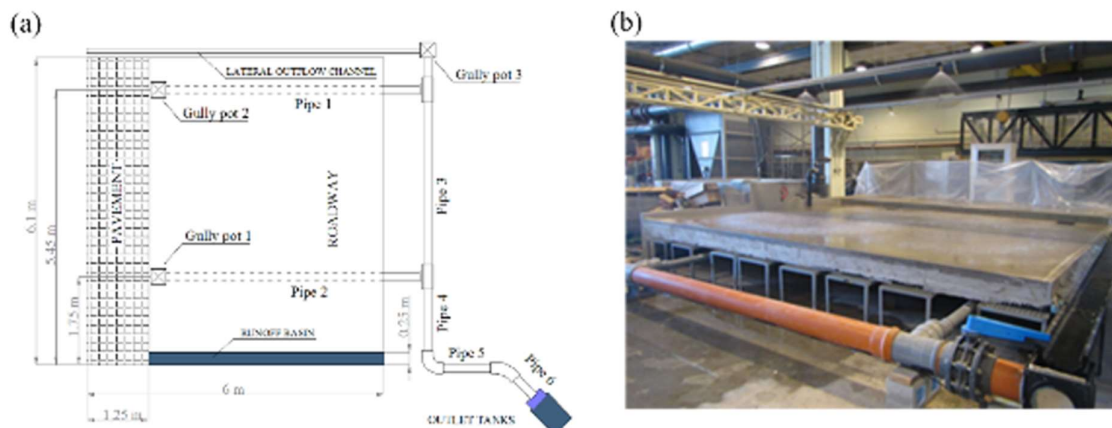 (a)
(b)
LATERAL OUTFLOW CHANNEL
Gully pot 3
Pipe 1
Gully pot 2
6.1 m
5.45 m
PAVEMENT
ROADWAY
Pipe 3
Gully pot 1
Pipe 2
1.75 m
Pipe 4
0.25 m
RUNOFF BASIN
Pipe 5
Pipe 6
6 m
1.25 m
OUTLET TANKS